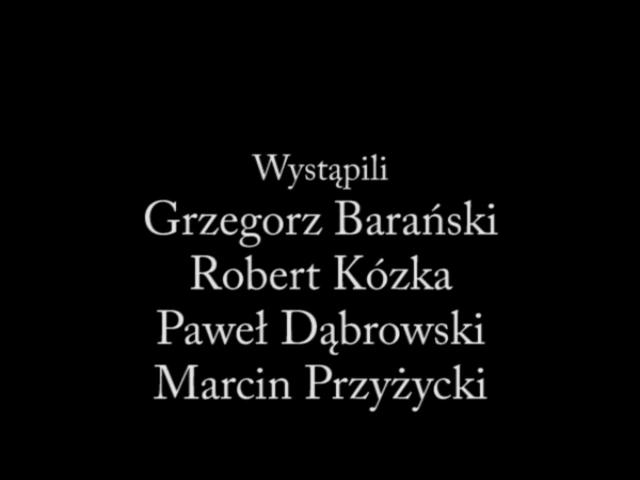 Wystąpili
Grzegorz Barański
Robert Kózka
Paweł Dąbrowski
Marcin Przyżycki